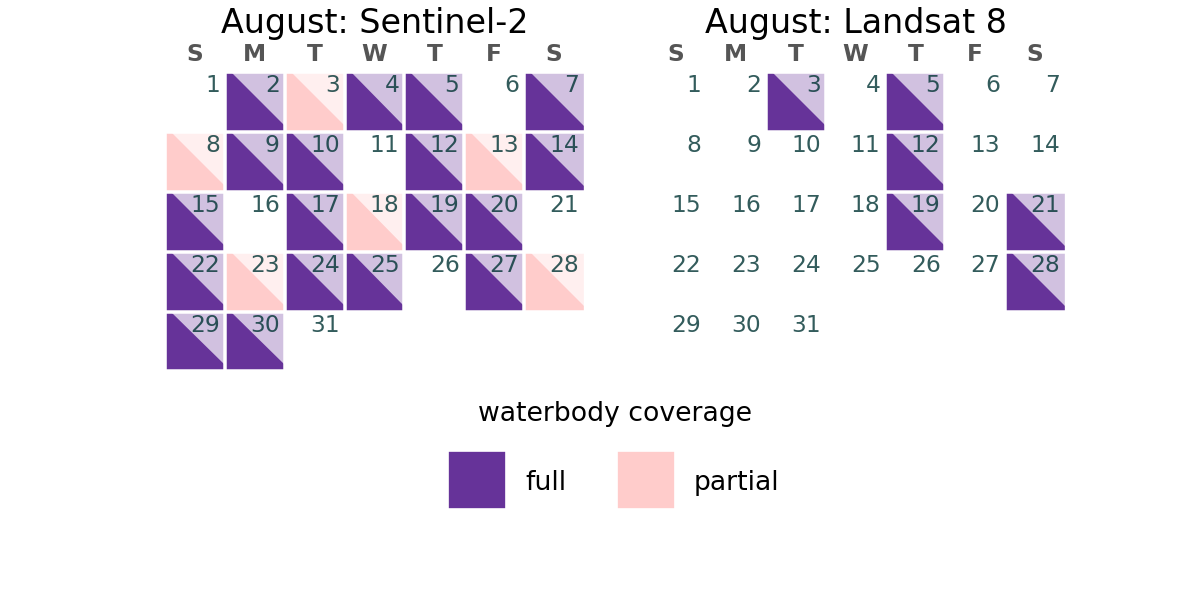 August: Sentinel-2
S M T W T F S
1 2 3 4 5 6 7
8 9 10 11 12 13 14
15 16 17 18 19 20 21
22 23 24 25 26 27 28
29 30 31
August: Landsat 8
S M T W T F S
1 2 3 4 5 6 7
8 9 10 11 12 13 14
15 16 17 18 19 20 21
22 23 24 25 26 27 28
29 30 31
waterbody coverage
full
partial